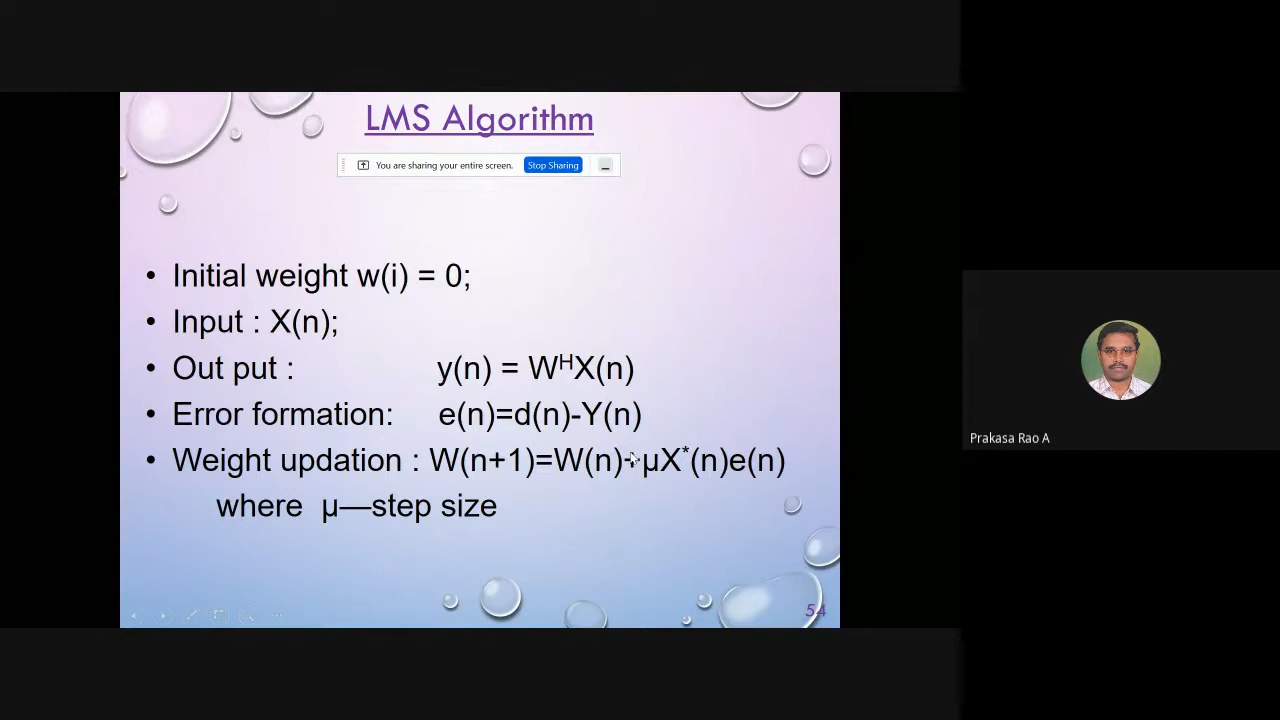 LMS Algorithm
You are sharing your entire screen. Stop Sharing
• Initial weight w(i) = 0;
• Input : X(n);
• Out put : y(n) = WᴴX(n)
• Error formation: e(n)=d(n)-Y(n)
• Weight updation : W(n+1)=W(n)+μX*(n)e(n)
where μ—step size
54
Prakasa Rao A